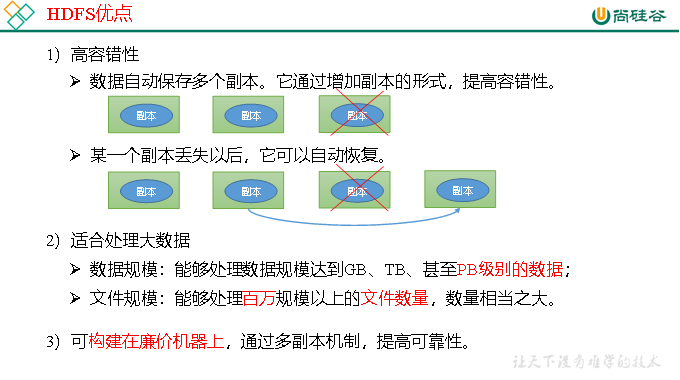 HDFS优点
尚硅谷
1）高容错性
➢ 数据自动保存多个副本。它通过增加副本的形式，提高容错性。
副本 副本 副本
➢ 某一个副本丢失以后，它可以自动恢复。
副本 副本 副本 副本
2）适合处理大数据
➢ 数据规模：能够处理数据规模达到GB、TB、甚至PB级别的数据；
➢ 文件规模：能够处理百万规模以上的文件数量，数量相当之大。
3）可构建在廉价机器上，通过多副本机制，提高可靠性。
让天下没有难学的技术